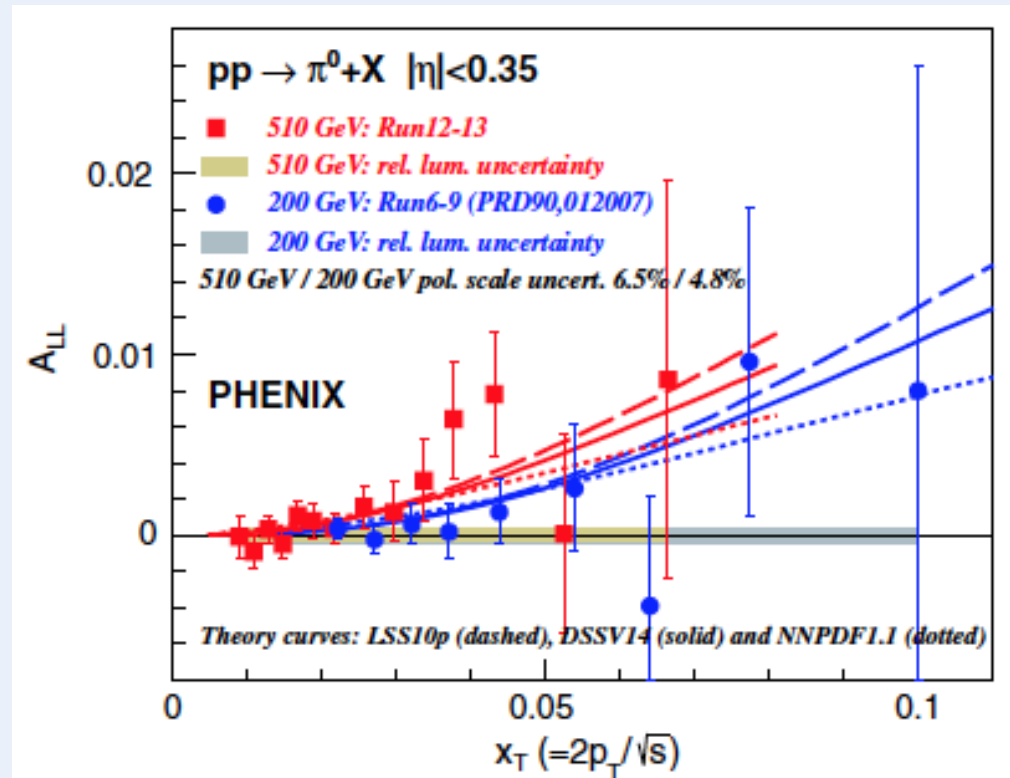 pp → π⁰+X |η|<0.35
510 GeV: Run12-13
510 GeV: rel. lum. uncertainty
200 GeV: Run6-9 (PRD90,012007)
200 GeV: rel. lum. uncertainty
510 GeV / 200 GeV pol. scale uncert. 6.5% / 4.8%
0.02
A_LL
0.01
PHENIX
0
Theory curves: LSS10p (dashed), DSSV14 (solid) and NNPDF1.1 (dotted)
0 0.05 0.1
x_T (=2p_T/√s)